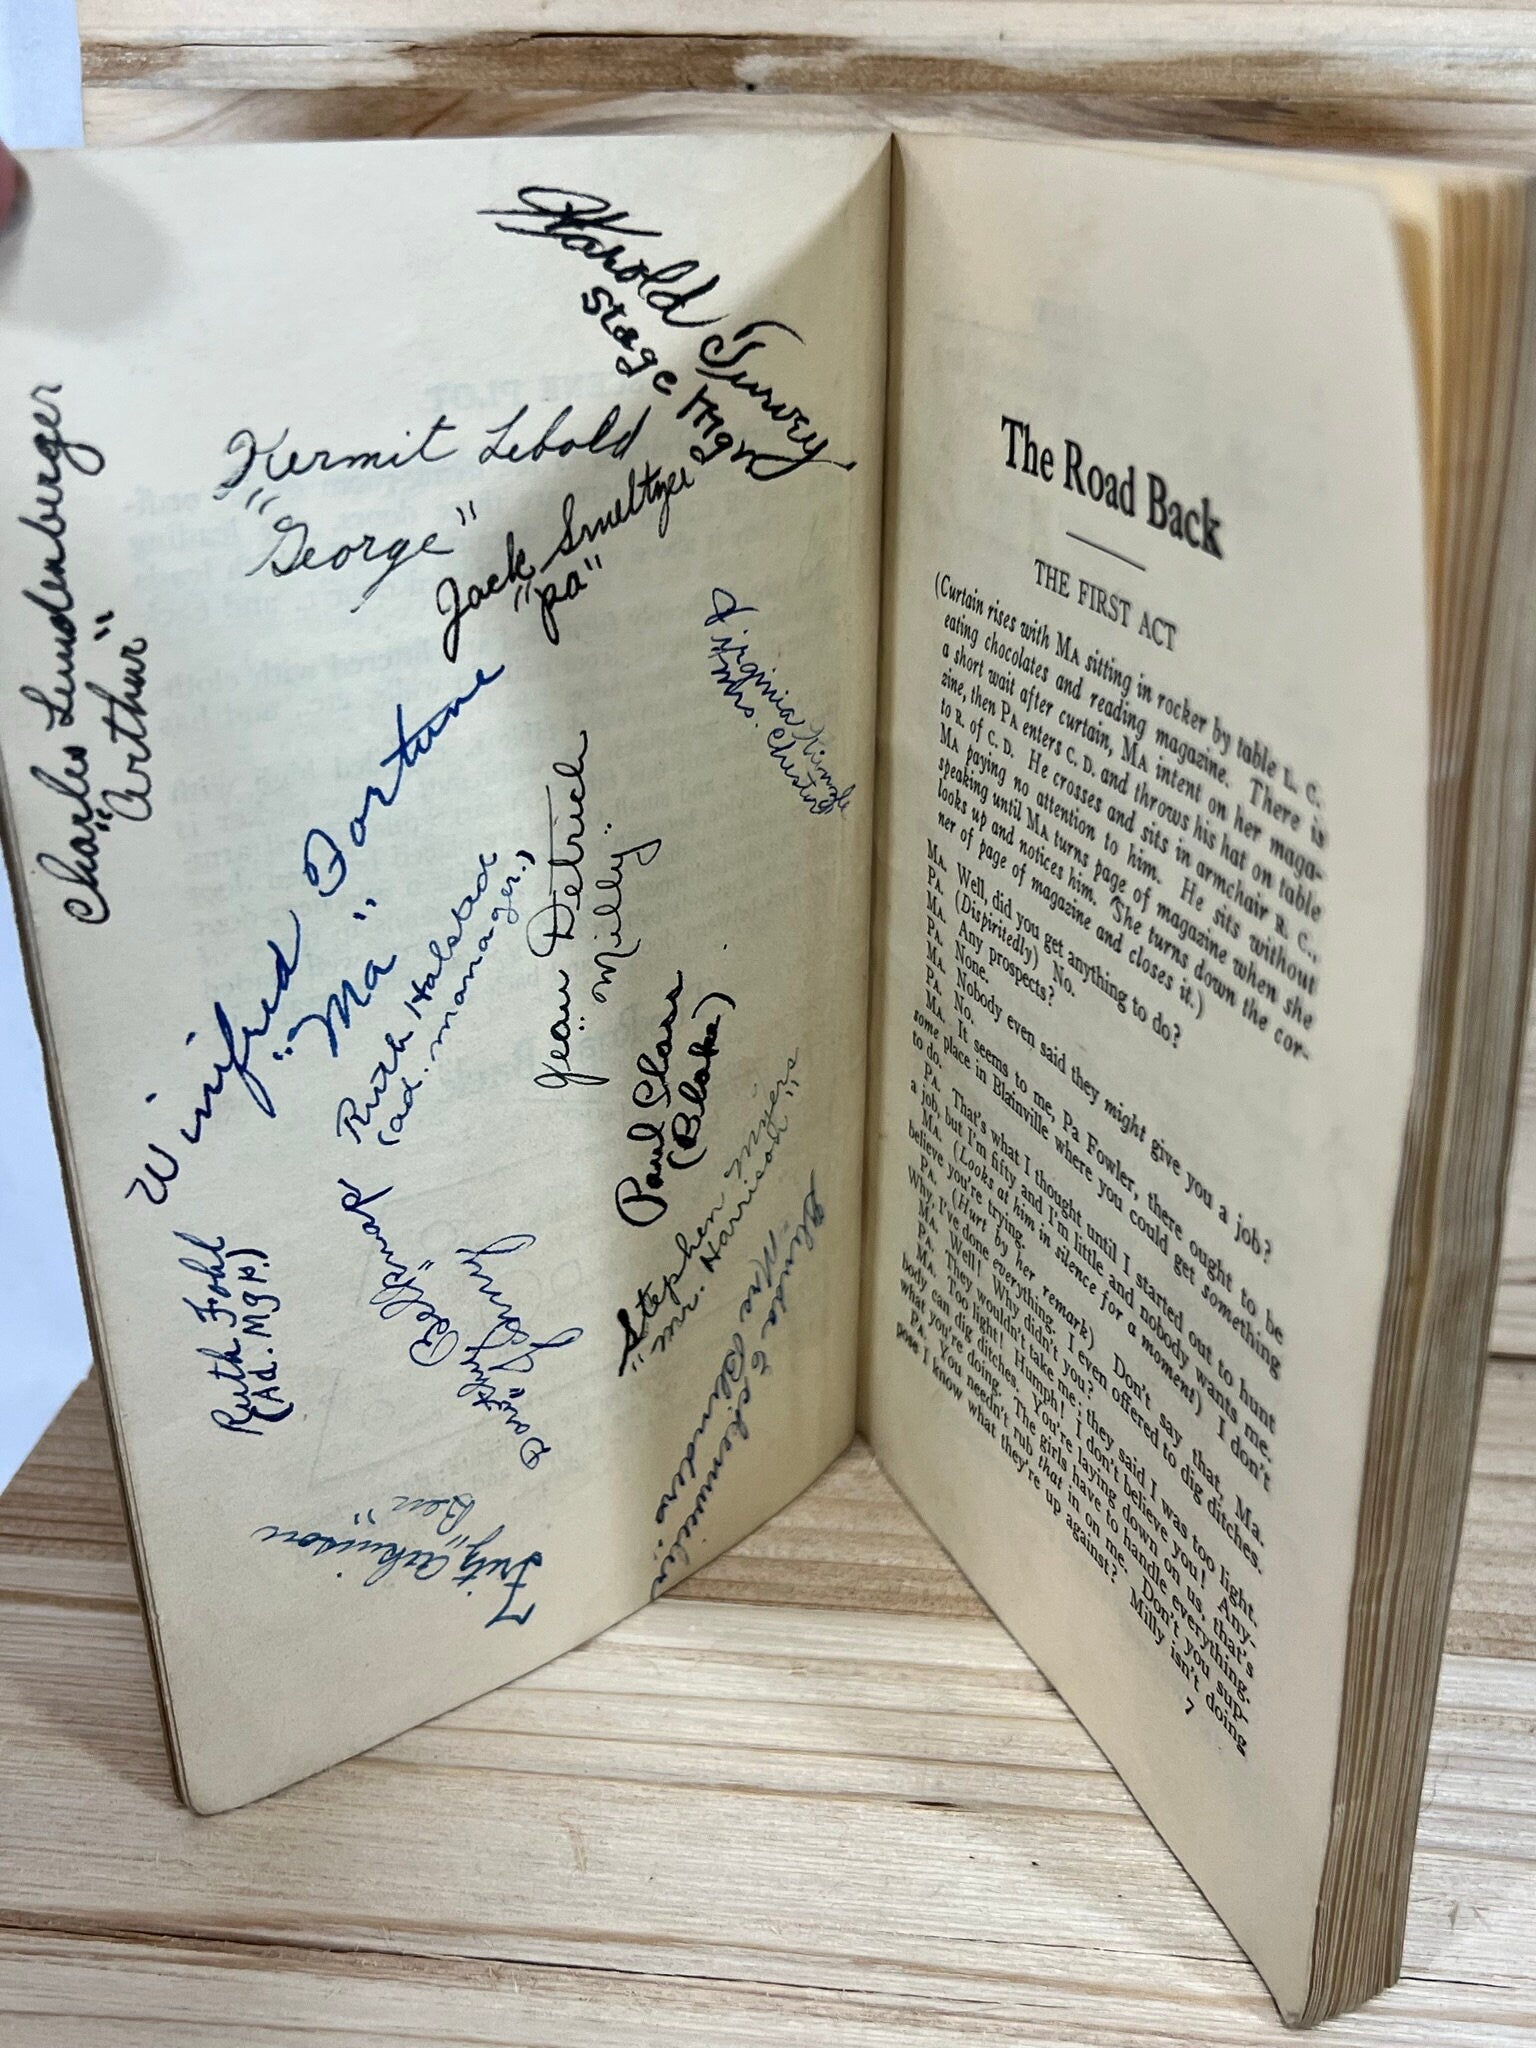 Harold Turvey
Stage Mgr
Kermit Lebold
"George"
Jack Smeltzer
"Pa"
Charles Lundenberger
"Arthur"
Virginia
"Mrs.
Winifred Fortune
"Ma"
Ruth Halstead
(ad. manager.)
Jean Detrich
"Milly"
Paul Class
(Blake)
Stephen Myers
"Mr. Harrison"
Ruth Fohl
(Ad. Mgr.)
Fritz Atkinson
"Ben"
"Mrs Blinders"
The Road Back
THE FIRST ACT
(Curtain rises with MA sitting in rocker by table L. C.
eating chocolates and reading magazine. There is
a short wait after curtain, MA intent on her maga-
zine, then PA enters C. D. and throws his hat on table
to R. of C. D. He crosses and sits in armchair R. C.,
MA paying no attention to him. He sits without
speaking until MA turns page of magazine when she
looks up and notices him. She turns down the cor-
ner of page of magazine and closes it.)
MA. Well, did you get anything to do?
PA. (Dispiritedly) No.
MA. Any prospects?
PA. None.
MA. Nobody even said they might give you a job?
PA. No.
MA. It seems to me, Pa Fowler, there ought to be
some place in Blainville where you could get something
to do.
PA. That's what I thought until I started out to hunt
a job, but I'm fifty and I'm little and nobody wants me.
MA. (Looks at him in silence for a moment) I don't
believe you're trying.
PA. (Hurt by her remark) Don't say that, Ma.
Why, I've done everything. I even offered to dig ditches.
MA. Well! Why didn't you?
PA. They wouldn't take me; they said I was too light.
MA. Too light! Humph! I don't believe you! Any-
body can dig ditches. You're laying down on us, that's
what you're doing. The girls have to handle everything.
PA. You needn't rub that in on me. Don't you sup-
pose I know what they're up against? Milly isn't doing
7